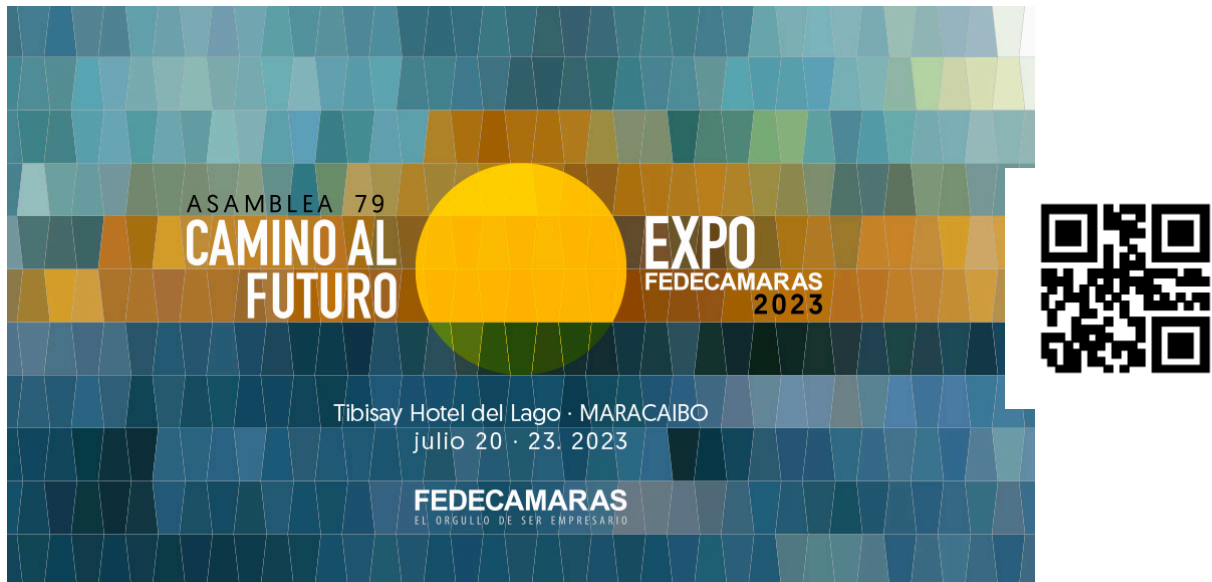 ASAMBLEA 79
CAMINO AL
FUTURO
EXPO
FEDECAMARAS
2023
Tibisay Hotel del Lago · MARACAIBO
julio 20 · 23. 2023
FEDECAMARAS
EL ORGULLO DE SER EMPRESARIO